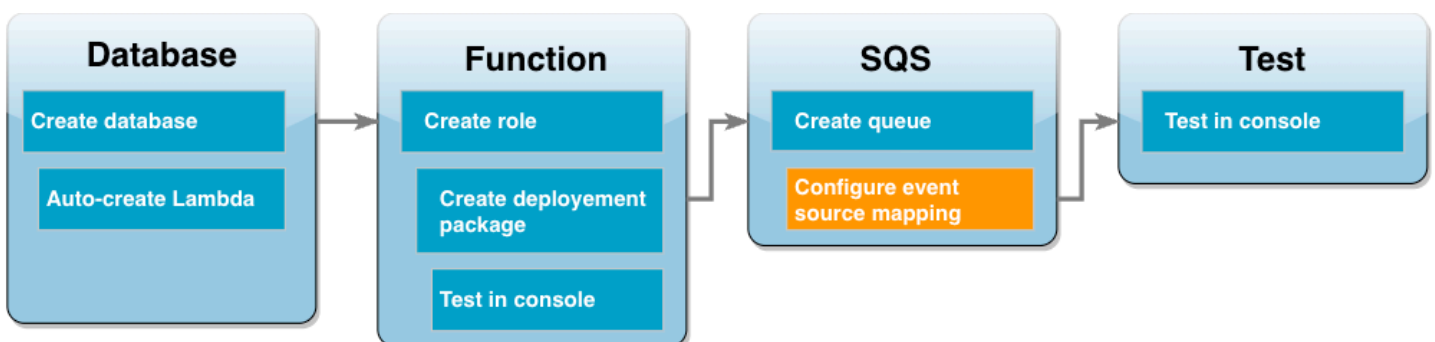 Database
Create database
Auto-create Lambda
Function
Create role
Create deployement
package
Test in console
SQS
Create queue
Configure event
source mapping
Test
Test in console